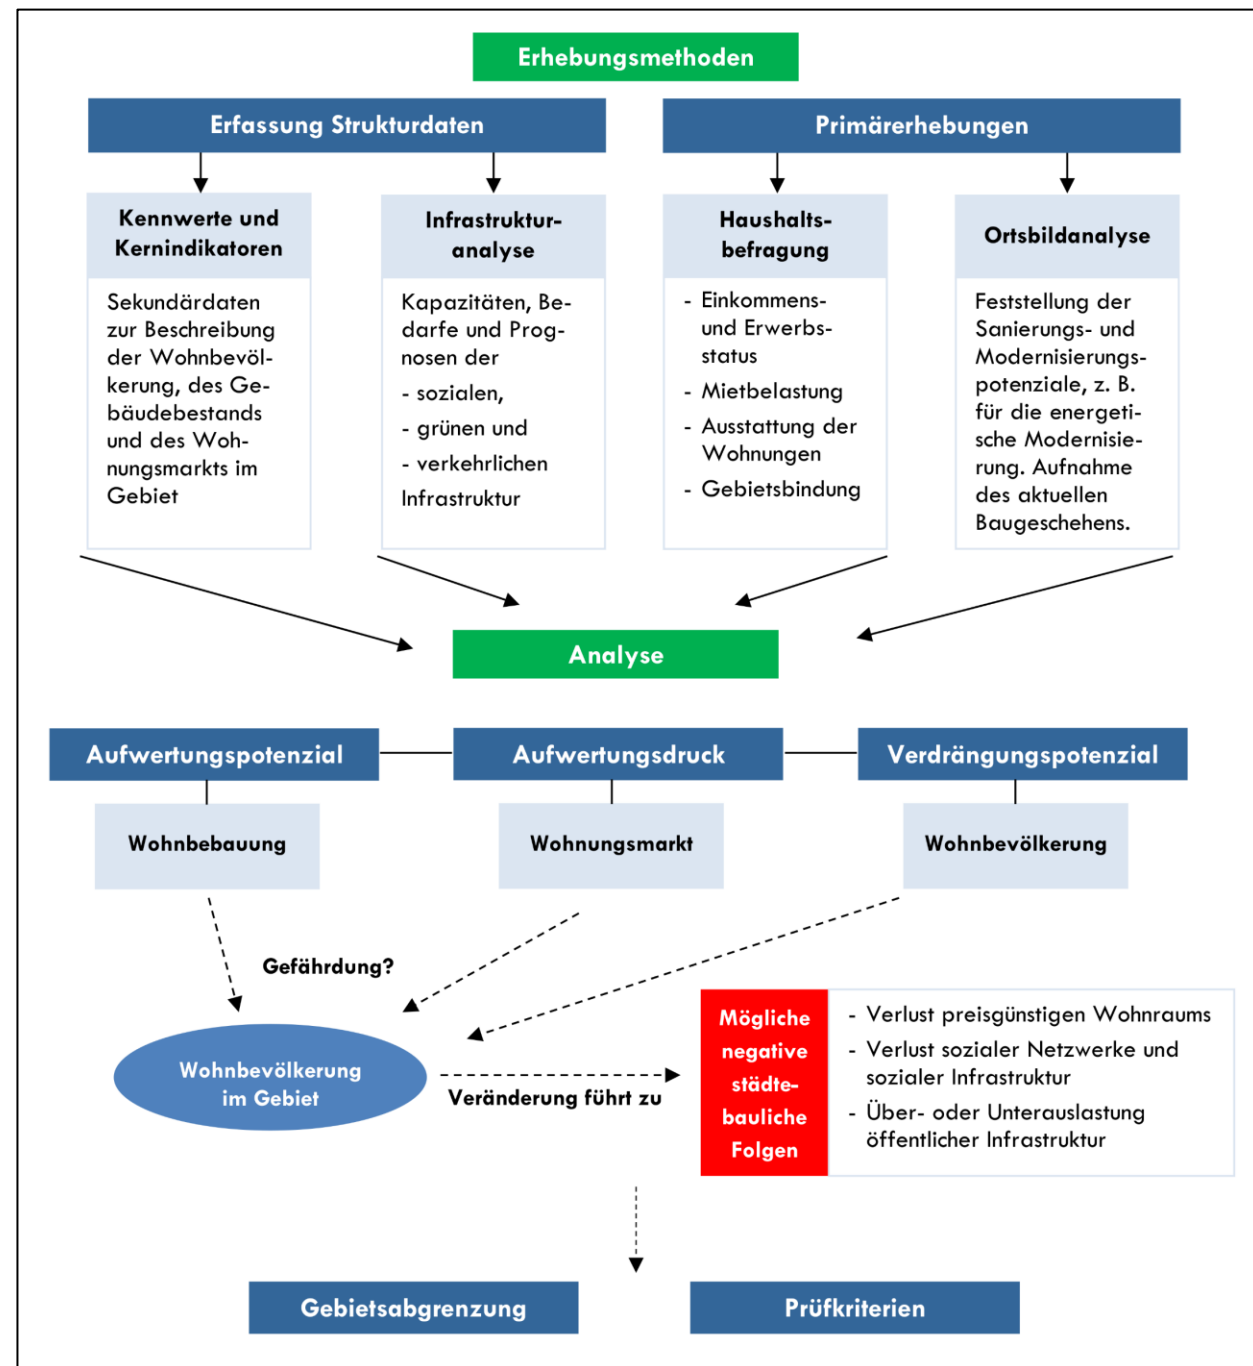 Erhebungsmethoden
Erfassung Strukturdaten
Primärerhebungen
Kennwerte und
Kernindikatoren
Sekundärdaten
zur Beschreibung
der Wohnbevöl-
kerung, des Ge-
bäudebestands
und des Woh-
nungsmarkts im
Gebiet
Infrastruktur-
analyse
Kapazitäten, Be-
darfe und Prog-
nosen der
- sozialen,
- grünen und
- verkehrlichen
Infrastruktur
Haushalts-
befragung
- Einkommens-
und Erwerbs-
status
- Mietbelastung
- Ausstattung der
Wohnungen
- Gebietsbindung
Ortsbildanalyse
Feststellung der
Sanierungs- und
Modernisierungs-
potenziale, z. B.
für die energeti-
sche Modernisie-
rung. Aufnahme
des aktuellen
Baugeschehens.
Analyse
Aufwertungspotenzial
Aufwertungsdruck
Verdrängungspotenzial
Wohnbebauung
Wohnungsmarkt
Wohnbevölkerung
Gefährdung?
Wohnbevölkerung
im Gebiet
Veränderung führt zu
Mögliche
negative
städte-
bauliche
Folgen
- Verlust preisgünstigen Wohnraums
- Verlust sozialer Netzwerke und
sozialer Infrastruktur
- Über- oder Unterauslastung
öffentlicher Infrastruktur
Gebietsabgrenzung
Prüfkriterien